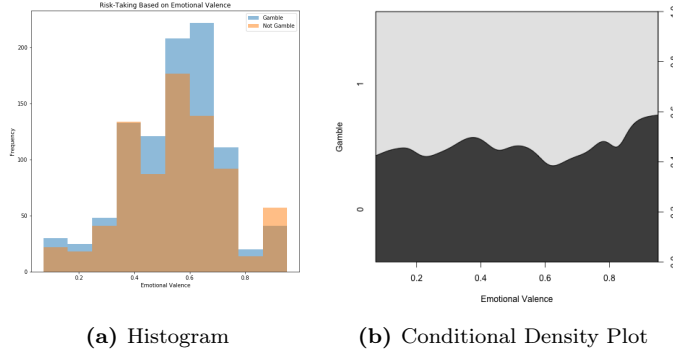 Risk-Taking Based on Emotional Valence
Gamble
Not Gamble
200
150
100
50
0
Frequency
0.2 0.4 0.6 0.8
Emotional Valence
1
0
Gamble
0.2 0.4 0.6 0.8
Emotional Valence
(a) Histogram
(b) Conditional Density Plot